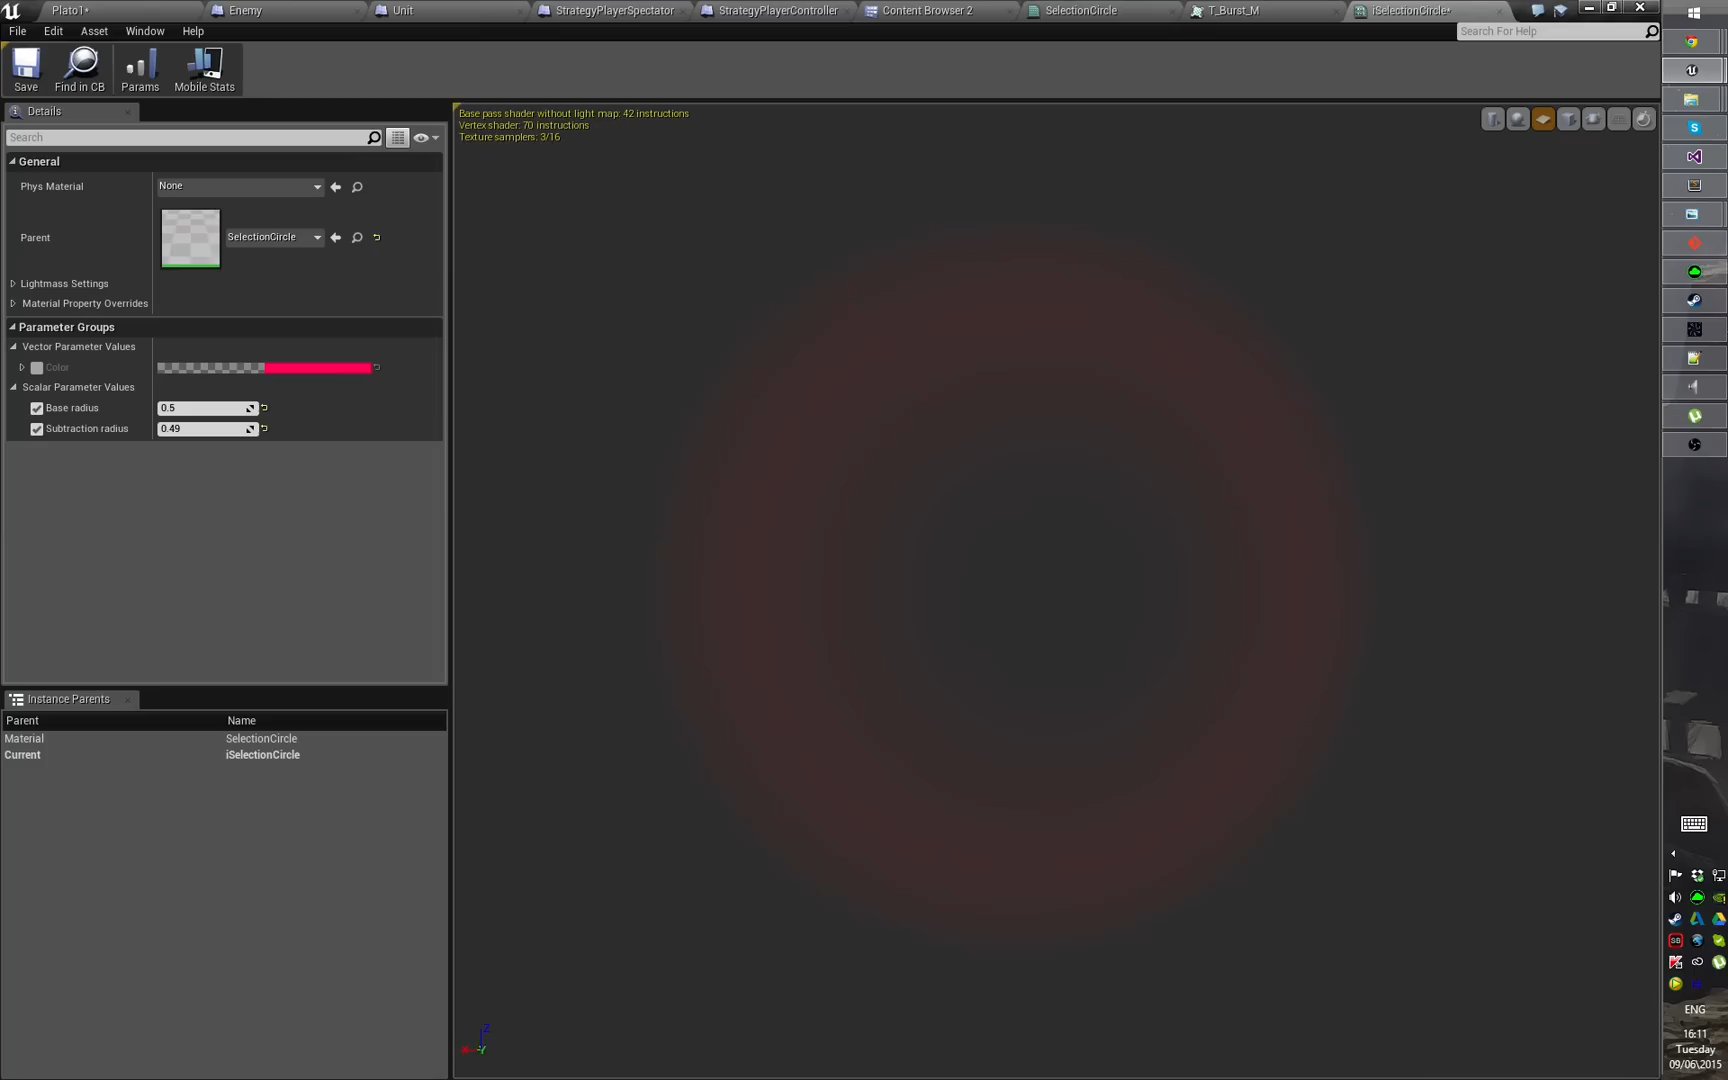 Plato1*
Enemy
Unit
StrategyPlayerSpectator
StrategyPlayerController
Content Browser 2
SelectionCircle
T_Burst_M
iSelectionCircle*
File Edit Asset Window Help
Search For Help
Save
Find in CB
Params
Mobile Stats
Details
Search
General
Phys Material
None
Parent
SelectionCircle
Lightmass Settings
Material Property Overrides
Parameter Groups
Vector Parameter Values
Color
Scalar Parameter Values
Base radius
0.5
Subtraction radius
0.49
Instance Parents
Parent Name
Material SelectionCircle
Current iSelectionCircle
Base pass shader without light map: 42 instructions
Vertex shader: 70 instructions
Texture samplers: 3/16
Z
X
Y
SB
ENG
16:11
Tuesday
09/06\2015